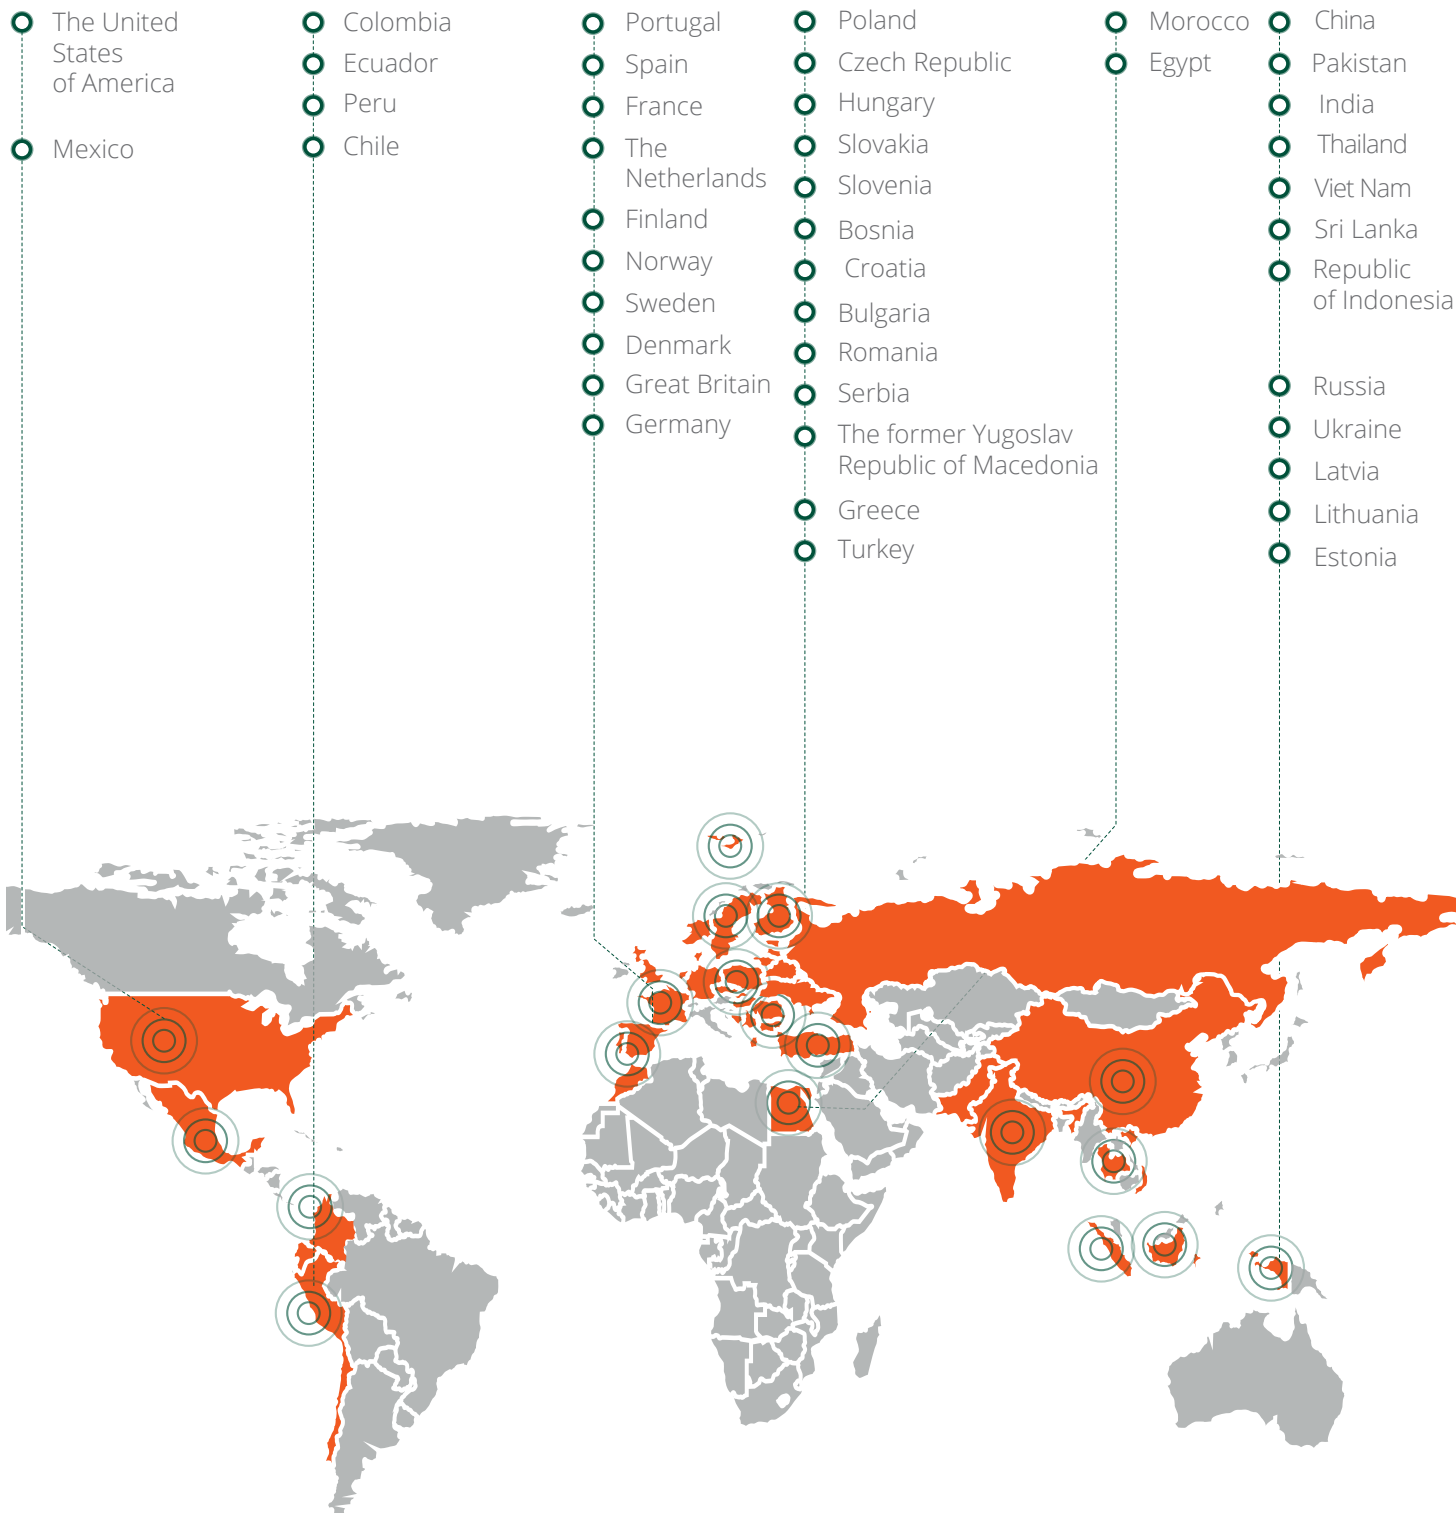 The United
States
of America
Mexico
Colombia
Ecuador
Peru
Chile
Portugal
Spain
France
The
Netherlands
Finland
Norway
Sweden
Denmark
Great Britain
Germany
Poland
Czech Republic
Hungary
Slovakia
Slovenia
Bosnia
Croatia
Bulgaria
Romania
Serbia
The former Yugoslav
Republic of Macedonia
Greece
Turkey
Morocco
Egypt
China
Pakistan
India
Thailand
Viet Nam
Sri Lanka
Republic
of Indonesia
Russia
Ukraine
Latvia
Lithuania
Estonia